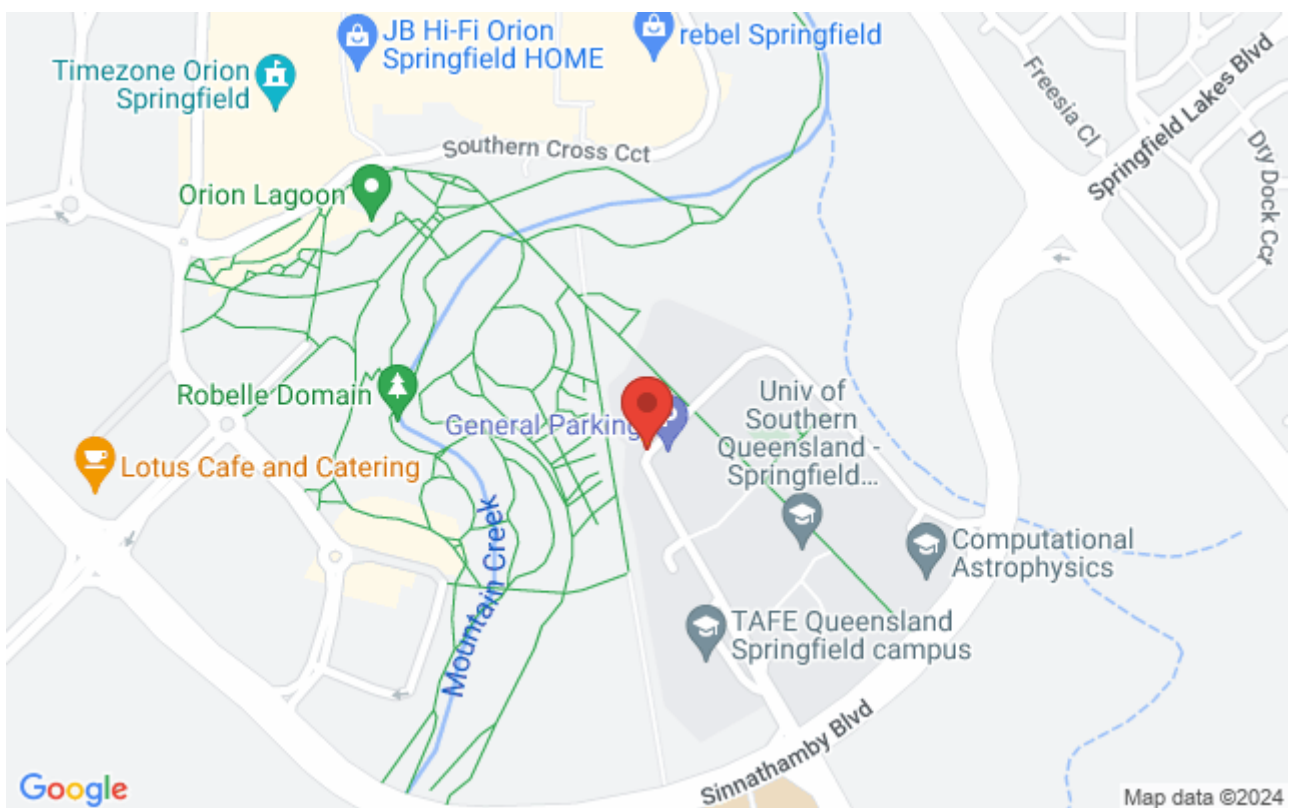 JB Hi-Fi Orion
Springfield HOME
rebel Springfield
Timezone Orion
Springfield
Freesia Cl
Springfield Lakes Blvd
Dry Dock Ccr
Southern Cross Cct
Orion Lagoon
Robelle Domain
General Parking
Univ of
Southern
Queensland -
Springfield...
Lotus Cafe and Catering
Mountain Creek
Computational
Astrophysics
TAFE Queensland
Springfield campus
Sinnathamby Blvd
Google
Map data ©2024